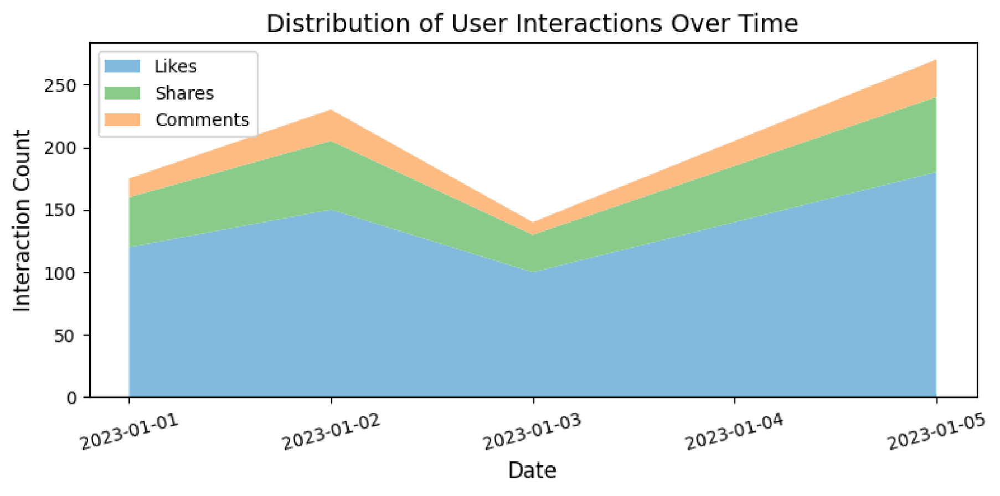 Distribution of User Interactions Over Time
Likes
Shares
Comments
Interaction Count
250
200
150
100
50
0
2023-01-01
2023-01-02
2023-01-03
2023-01-04
2023-01-05
Date